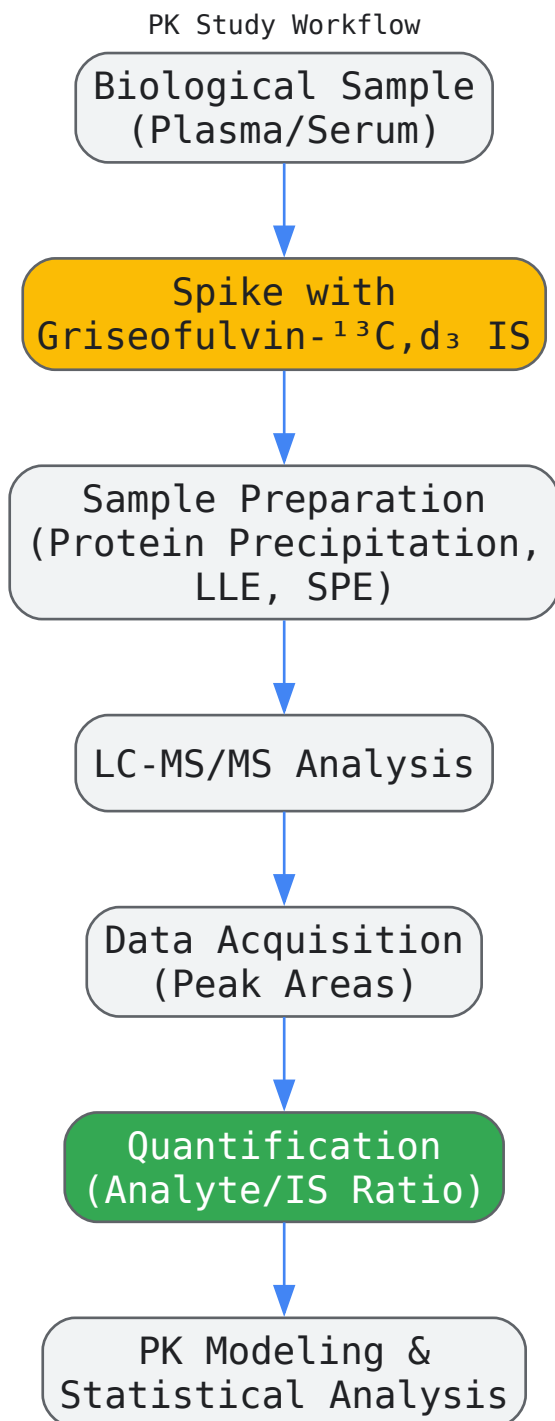 PK Study Workflow
Biological Sample
(Plasma/Serum)
Spike with
Griseofulvin-¹³C,d₃ IS
Sample Preparation
(Protein Precipitation,
LLE, SPE)
LC-MS/MS Analysis
Data Acquisition
(Peak Areas)
Quantification
(Analyte/IS Ratio)
PK Modeling &
Statistical Analysis